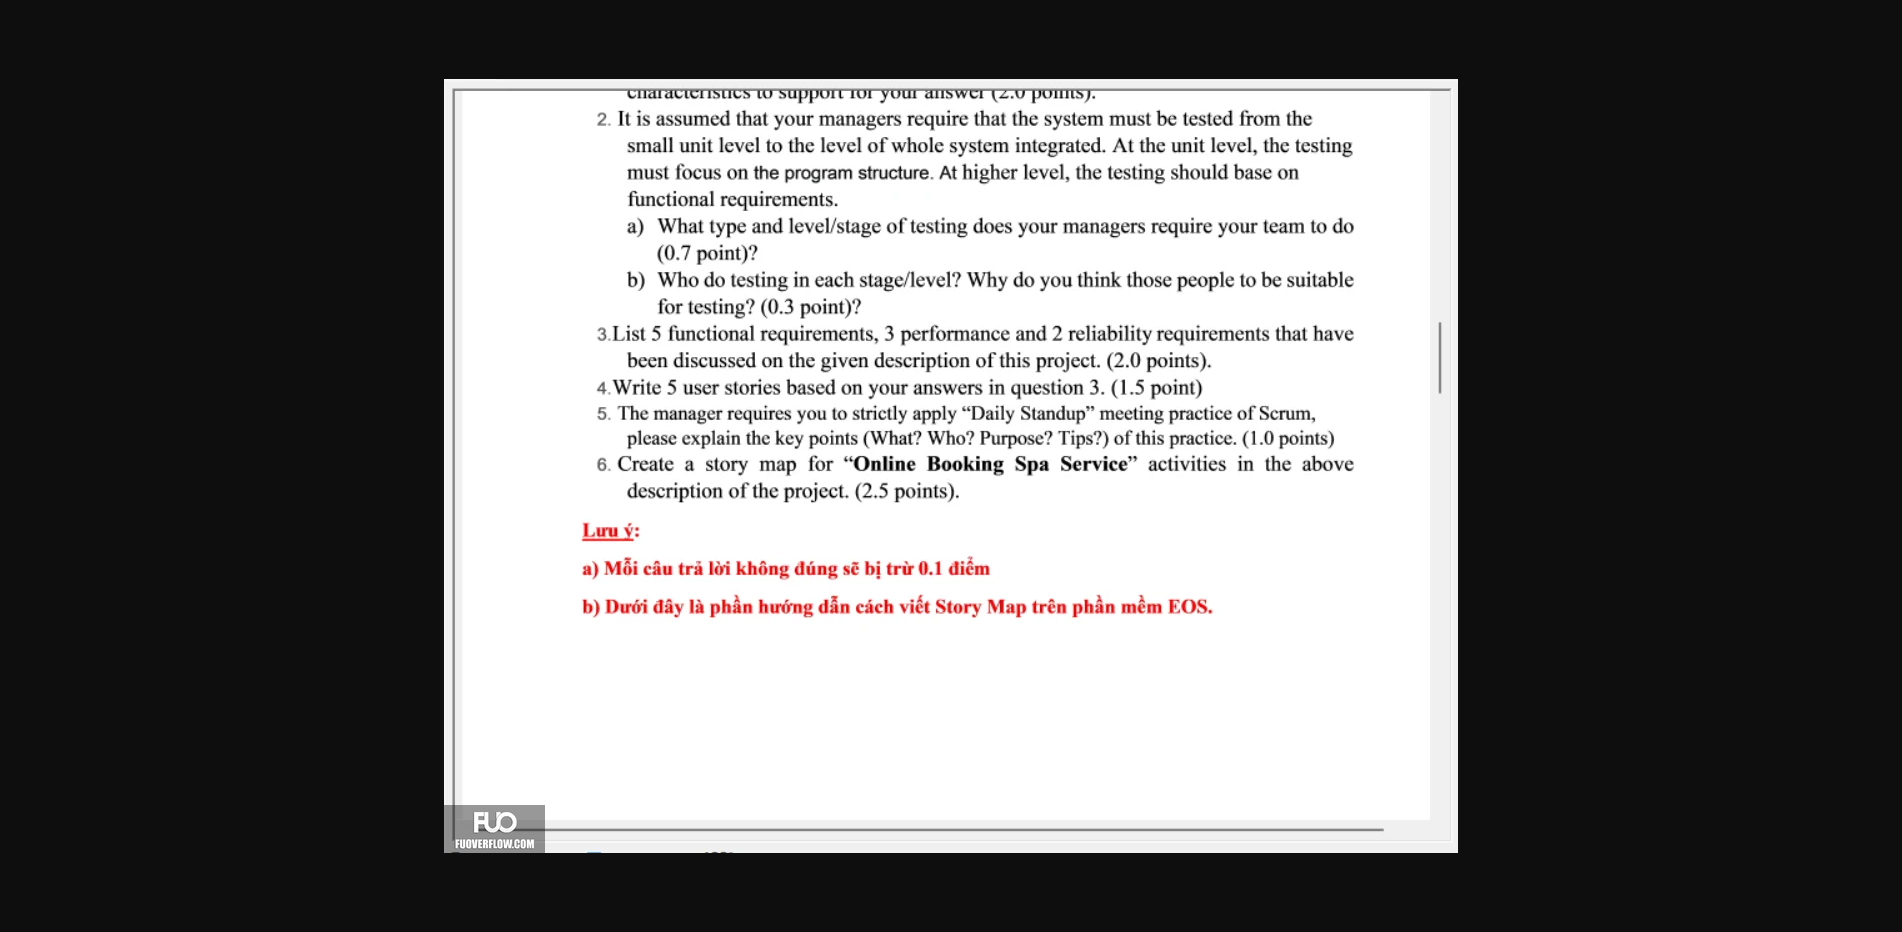 characteristics to support for your answer (2.0 points).
2. It is assumed that your managers require that the system must be tested from the
small unit level to the level of whole system integrated. At the unit level, the testing
must focus on the program structure. At higher level, the testing should base on
functional requirements.
a) What type and level/stage of testing does your managers require your team to do
(0.7 point)?
b) Who do testing in each stage/level? Why do you think those people to be suitable
for testing? (0.3 point)?
3.List 5 functional requirements, 3 performance and 2 reliability requirements that have
been discussed on the given description of this project. (2.0 points).
4.Write 5 user stories based on your answers in question 3. (1.5 point)
5. The manager requires you to strictly apply “Daily Standup” meeting practice of Scrum,
please explain the key points (What? Who? Purpose? Tips?) of this practice. (1.0 points)
6. Create a story map for “Online Booking Spa Service” activities in the above
description of the project. (2.5 points).
Lưu ý:
a) Mỗi câu trả lời không đúng sẽ bị trừ 0.1 điểm
b) Dưới đây là phần hướng dẫn cách viết Story Map trên phần mềm EOS.
FUO
FUOVERFLOW.COM